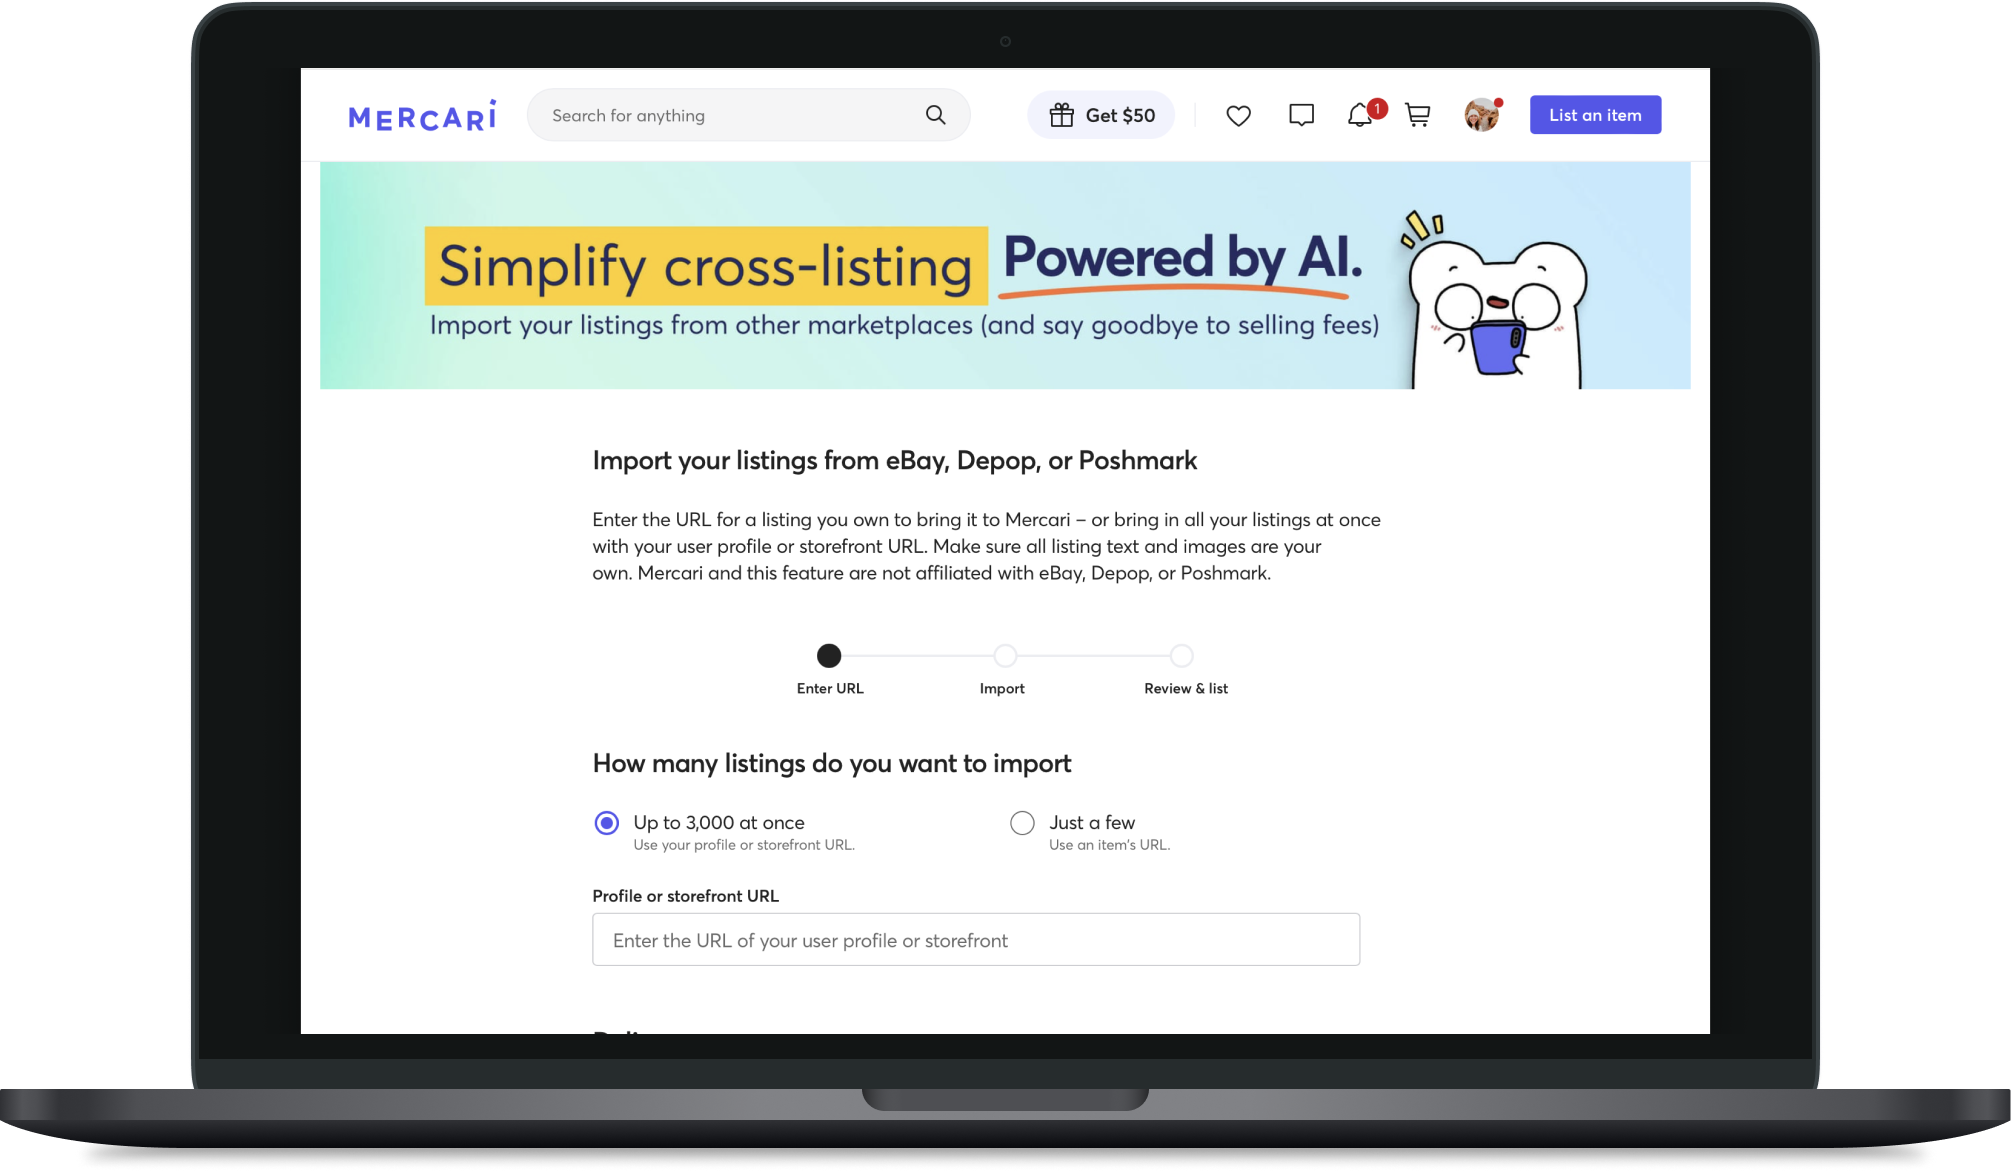 MERCARI
Search for anything
Get $50
1
List an item
Simplify cross-listing Powered by AI.
Import your listings from other marketplaces (and say goodbye to selling fees)
Import your listings from eBay, Depop, or Poshmark
Enter the URL for a listing you own to bring it to Mercari – or bring in all your listings at once
with your user profile or storefront URL. Make sure all listing text and images are your
own. Mercari and this feature are not affiliated with eBay, Depop, or Poshmark.
Enter URL
Import
Review & list
How many listings do you want to import
Up to 3,000 at once
Use your profile or storefront URL.
Just a few
Use an item's URL.
Profile or storefront URL
Enter the URL of your user profile or storefront